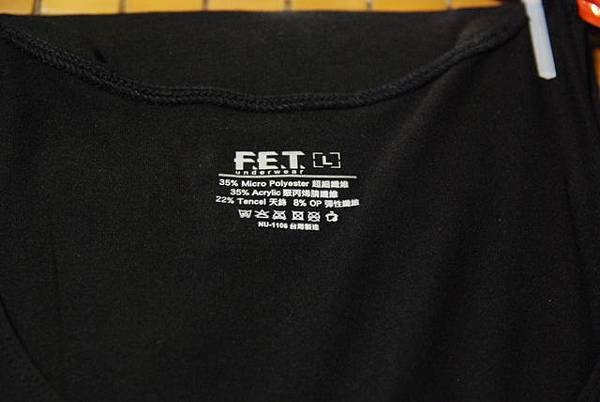 F.E.T. L
underwear
35% Micro Polyester 超細纖維
35% Acrylic 聚丙烯腈纖維
22% Tencel 天絲 8% OP 彈性纖維
NU-1106 台灣製造